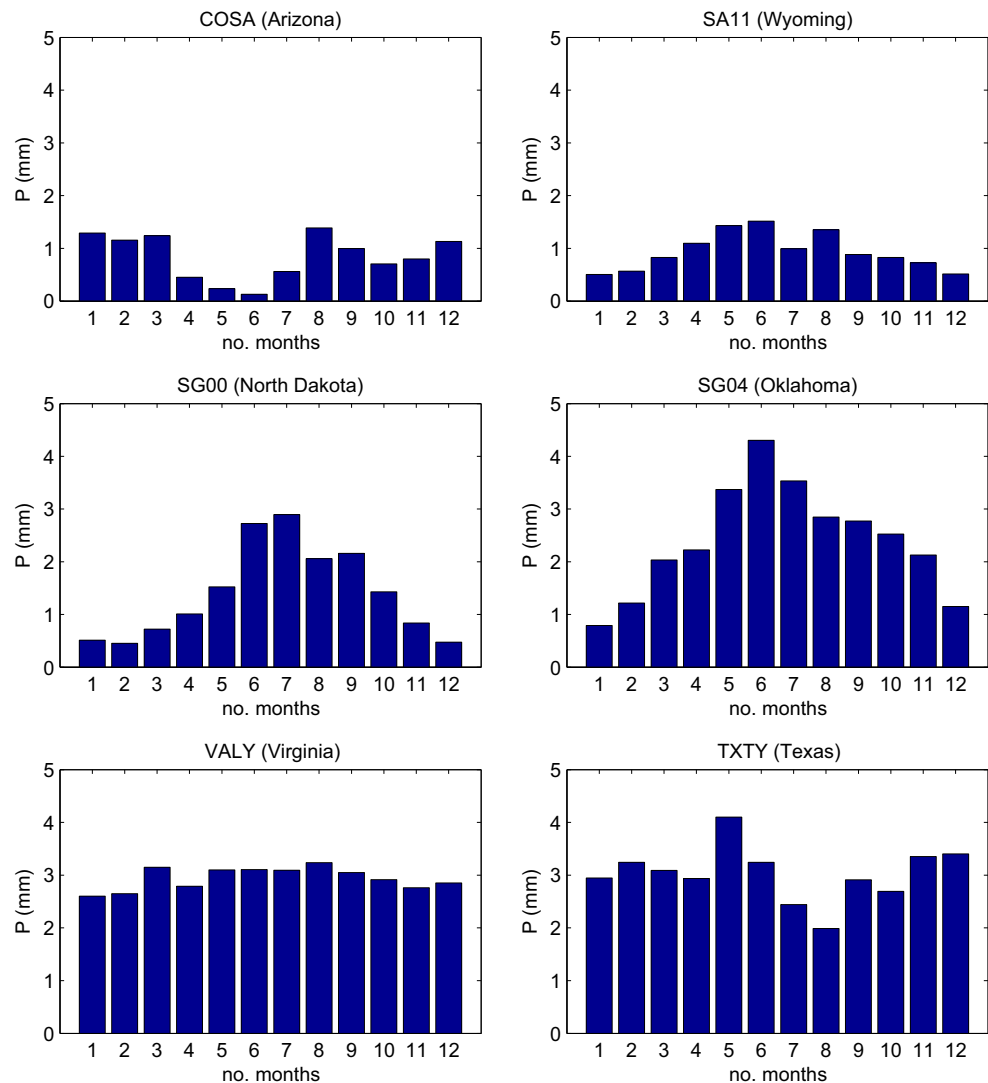 COSA (Arizona)
5
4
3
2
1
0
P (mm)
1 2 3 4 5 6 7 8 9 10 11 12
no. months
SA11 (Wyoming)
5
4
3
2
1
0
P (mm)
1 2 3 4 5 6 7 8 9 10 11 12
no. months
SG00 (North Dakota)
5
4
3
2
1
0
P (mm)
1 2 3 4 5 6 7 8 9 10 11 12
no. months
SG04 (Oklahoma)
5
4
3
2
1
0
P (mm)
1 2 3 4 5 6 7 8 9 10 11 12
no. months
VALY (Virginia)
5
4
3
2
1
0
P (mm)
1 2 3 4 5 6 7 8 9 10 11 12
no. months
TXTY (Texas)
5
4
3
2
1
0
P (mm)
1 2 3 4 5 6 7 8 9 10 11 12
no. months